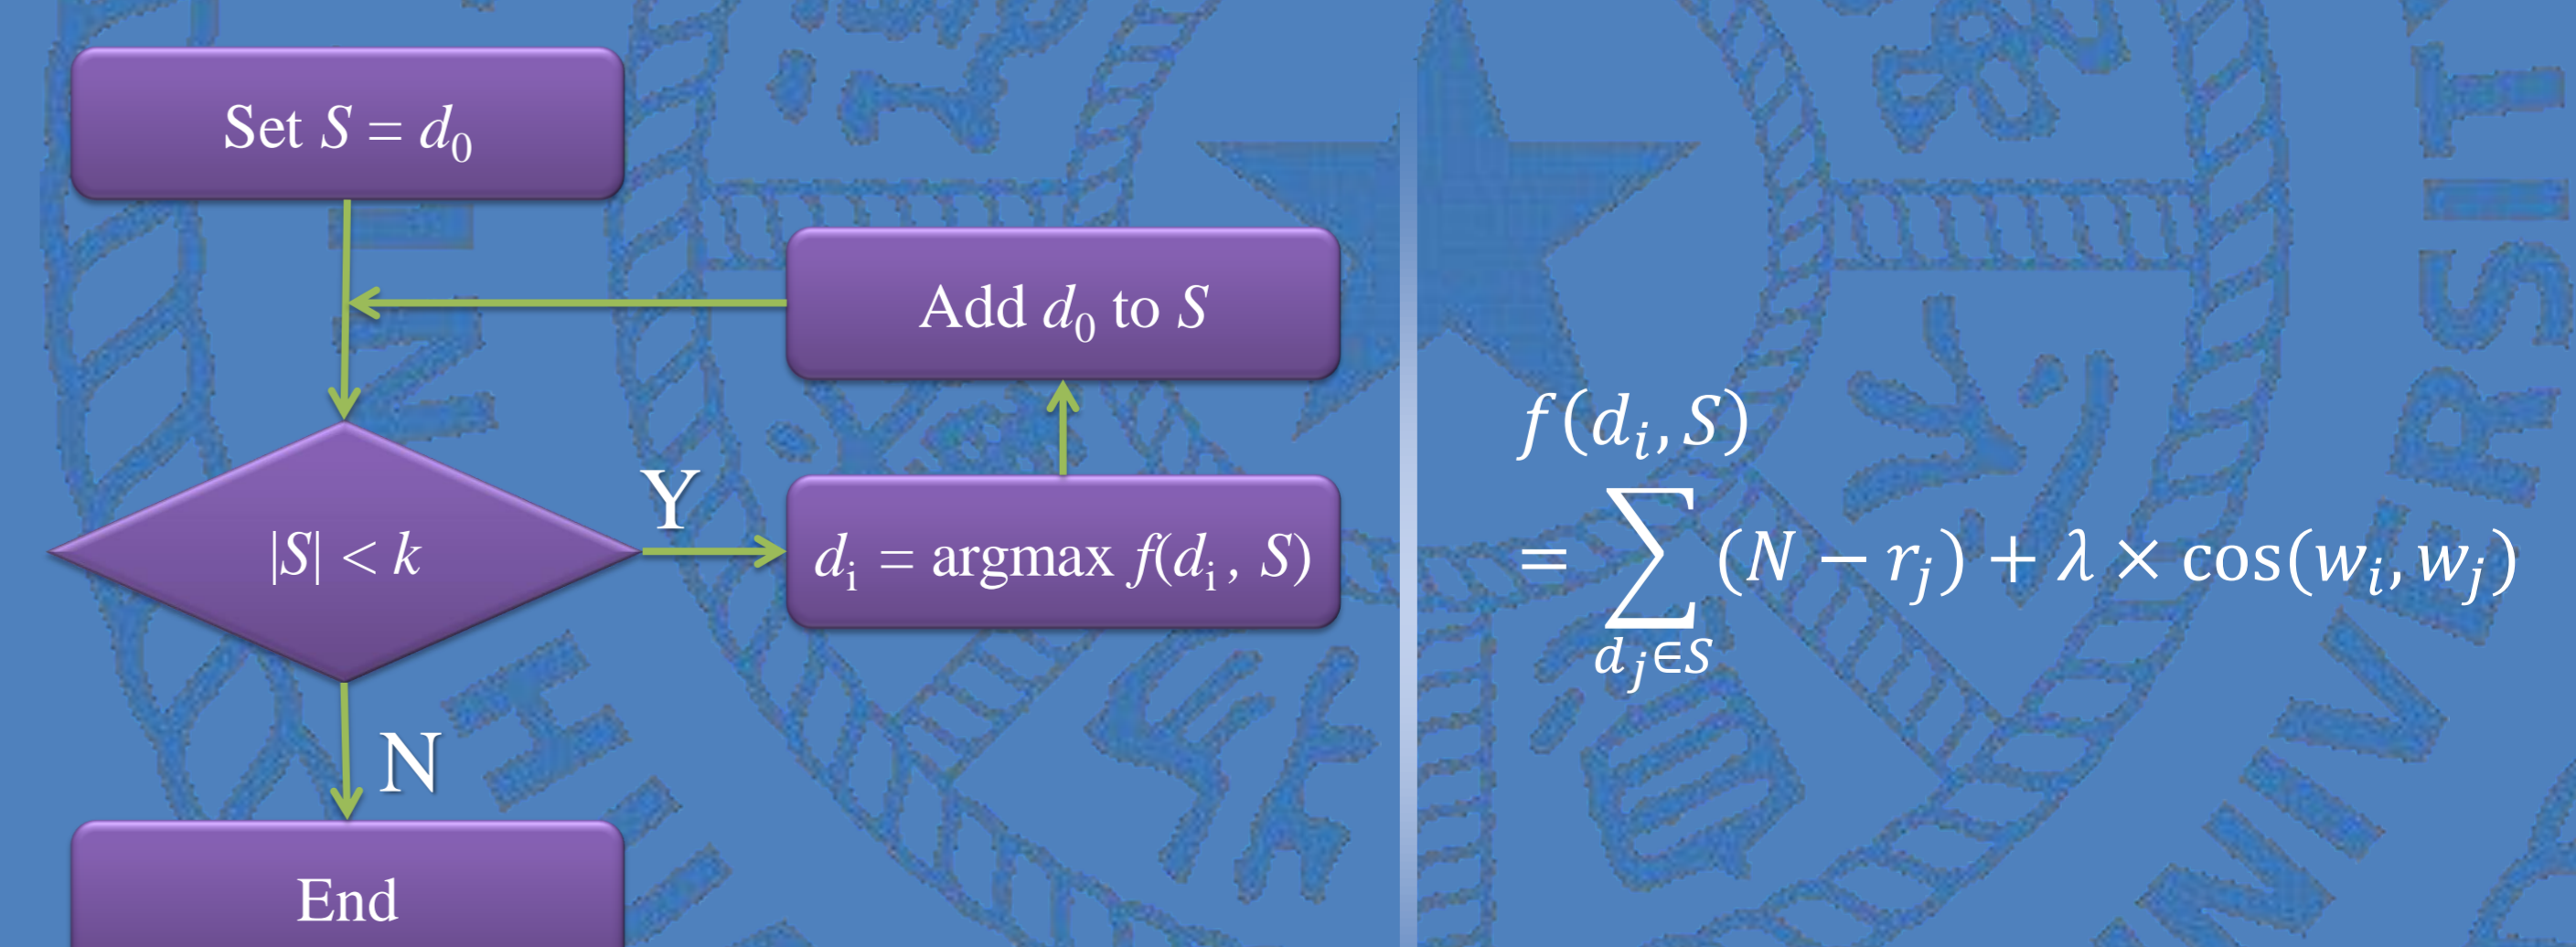 Set S = d₀
Add d₀ to S
|S| < k
Y
dᵢ = argmax f(dᵢ, S)
N
End
f(dᵢ, S)
= ∑ (N − rⱼ) + λ × cos(wᵢ, wⱼ)
dⱼ∈S